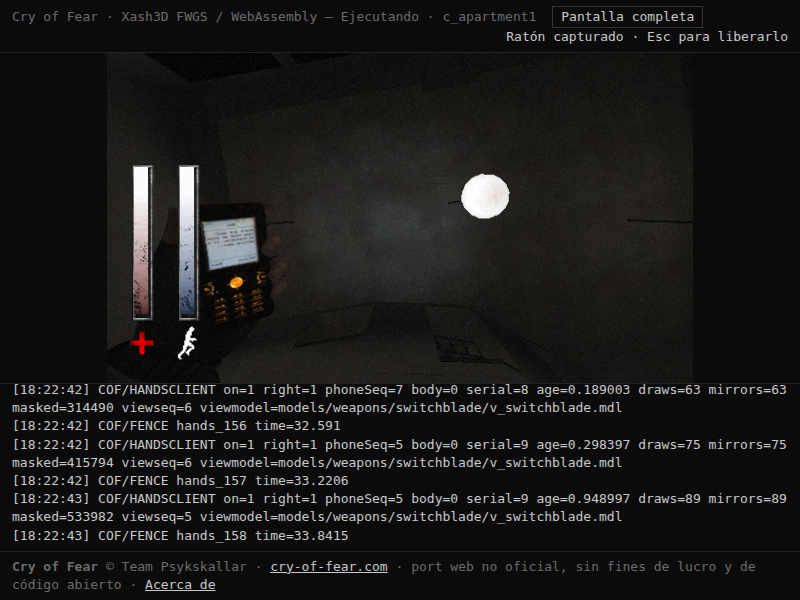 Cry of Fear · Xash3D FWGS / WebAssembly — Ejecutando · c_apartment1
Pantalla completa
Ratón capturado · Esc para liberarlo
[18:22:42] COF/HANDSCLIENT on=1 right=1 phoneSeq=7 body=0 serial=8 age=0.189003 draws=63 mirrors=63
masked=314490 viewseq=6 viewmodel=models/weapons/switchblade/v_switchblade.mdl
[18:22:42] COF/FENCE hands_156 time=32.591
[18:22:42] COF/HANDSCLIENT on=1 right=1 phoneSeq=5 body=0 serial=9 age=0.298397 draws=75 mirrors=75
masked=415794 viewseq=6 viewmodel=models/weapons/switchblade/v_switchblade.mdl
[18:22:42] COF/FENCE hands_157 time=33.2206
[18:22:43] COF/HANDSCLIENT on=1 right=1 phoneSeq=5 body=0 serial=9 age=0.948997 draws=89 mirrors=89
masked=533982 viewseq=5 viewmodel=models/weapons/switchblade/v_switchblade.mdl
[18:22:43] COF/FENCE hands_158 time=33.8415
Cry of Fear © Team Psykskallar · cry-of-fear.com · port web no oficial, sin fines de lucro y de
código abierto · Acerca de